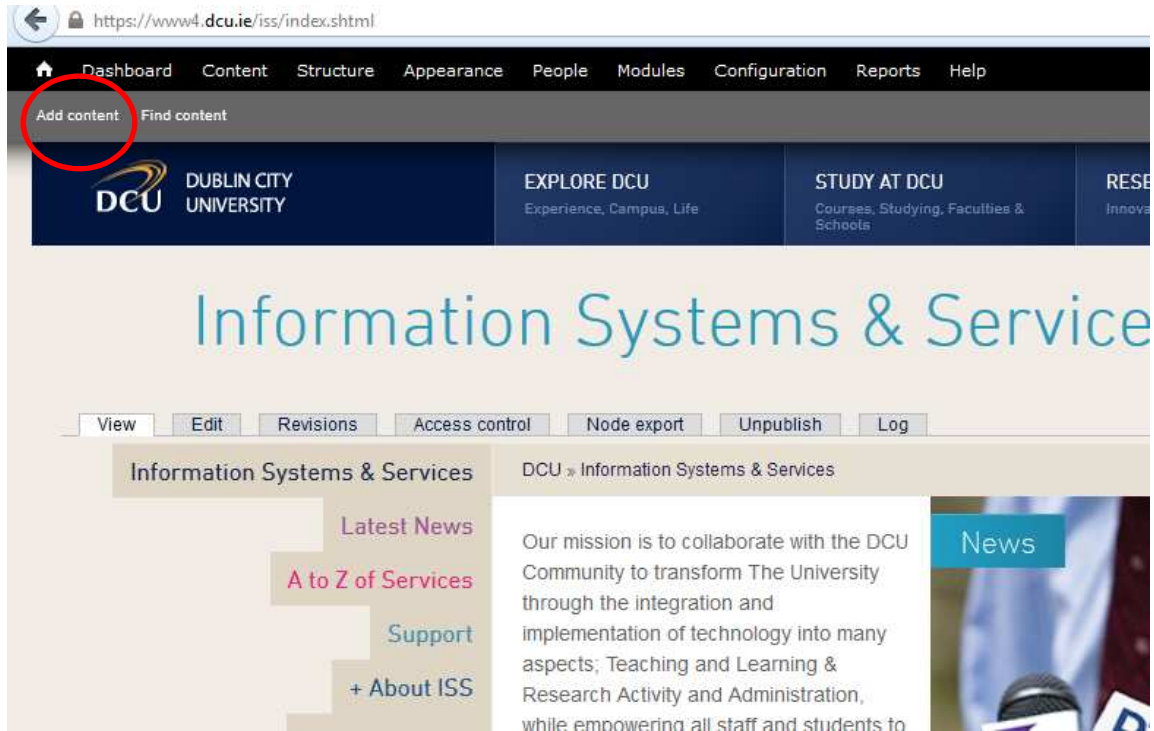 https://www4.dcu.ie/iss/index.shtml
Dashboard Content Structure Appearance People Modules Configuration Reports Help
Add content Find content
DCU DUBLIN CITY UNIVERSITY
EXPLORE DCU
Experience, Campus, Life
STUDY AT DCU
Courses, Studying, Faculties &
Schools
RESE
Innova
Information Systems & Service
View Edit Revisions Access control Node export Unpublish Log
Information Systems & Services
Latest News
A to Z of Services
Support
+ About ISS
DCU » Information Systems & Services
Our mission is to collaborate with the DCU
Community to transform The University
through the integration and
implementation of technology into many
aspects; Teaching and Learning &
Research Activity and Administration,
while empowering all staff and students to
News